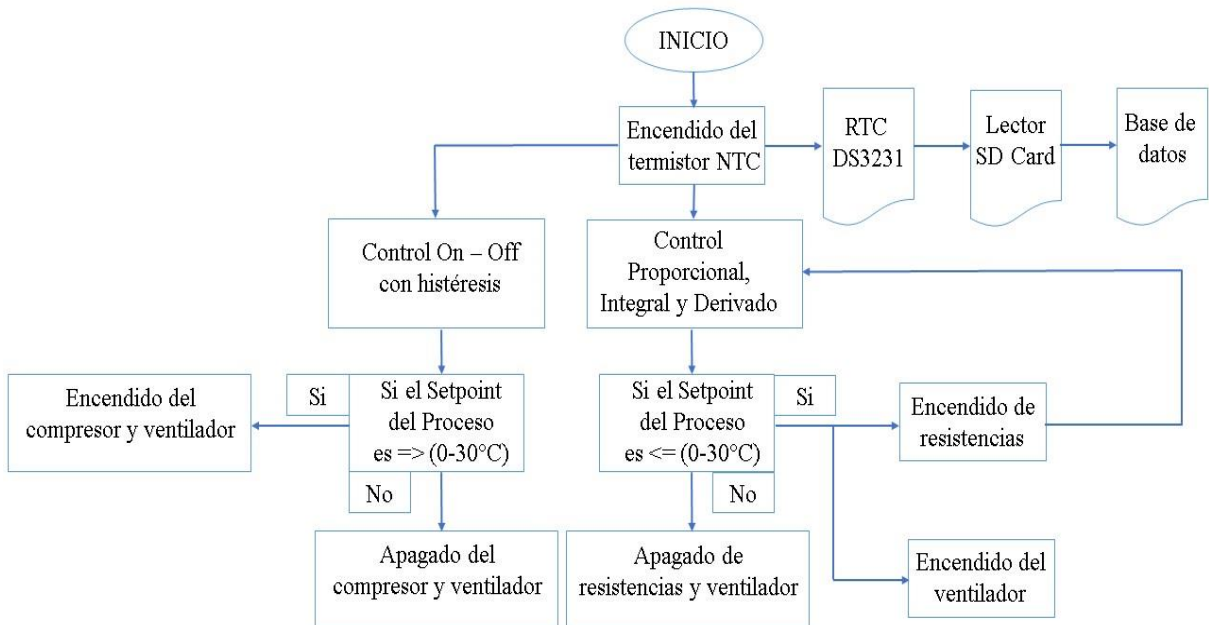 INICIO
Encendido del
termistor NTC
RTC
DS3231
Lector
SD Card
Base de
datos
Control On – Off
con histéresis
Control
Proporcional,
Integral y Derivado
Encendido del
compresor y ventilador
Si
Si el Setpoint
del Proceso
es => (0-30°C)
No
Si el Setpoint
del Proceso
es <= (0-30°C)
Si
No
Encendido de
resistencias
Apagado del
compresor y ventilador
Apagado de
resistencias y ventilador
Encendido del
ventilador